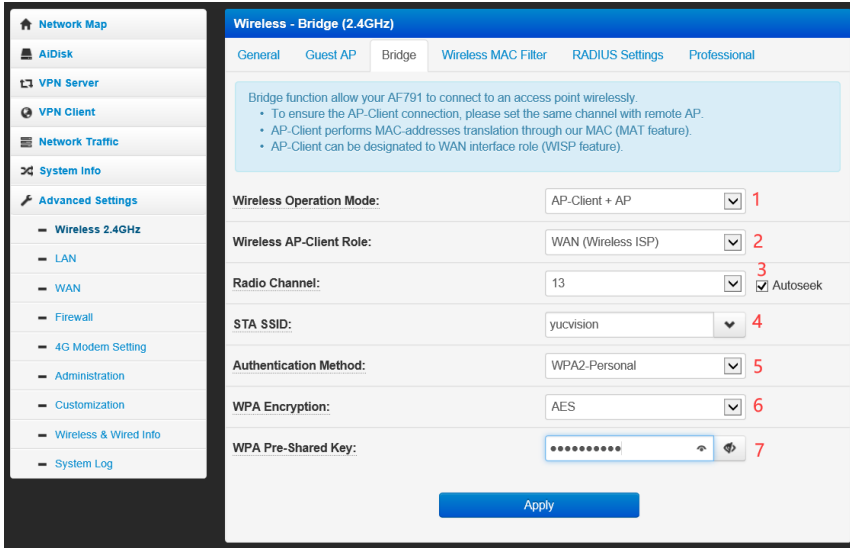 Network Map
AiDisk
VPN Server
VPN Client
Network Traffic
System Info
Advanced Settings
Wireless 2.4GHz
LAN
WAN
Firewall
4G Modem Setting
Administration
Customization
Wireless & Wired Info
System Log
Wireless - Bridge (2.4GHz)
General Guest AP Bridge Wireless MAC Filter RADIUS Settings Professional
Bridge function allow your AF791 to connect to an access point wirelessly.
• To ensure the AP-Client connection, please set the same channel with remote AP.
• AP-Client performs MAC-addresses translation through our MAC (MAT feature).
• AP-Client can be designated to WAN interface role (WISP feature).
Wireless Operation Mode: AP-Client + AP 1
Wireless AP-Client Role: WAN (Wireless ISP) 2
Radio Channel: 13 3 Autoseek
STA SSID: yucvision 4
Authentication Method: WPA2-Personal 5
WPA Encryption: AES 6
WPA Pre-Shared Key: ●●●●●●●●●● 7
Apply